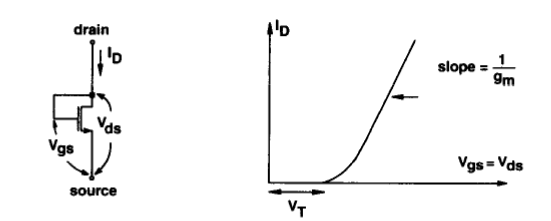 drain
I_D
V_ds
V_gs
source
I_D
slope = 1/g_m
V_gs = V_ds
V_T